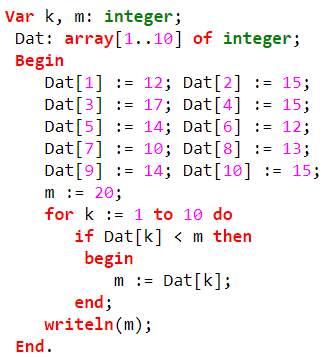 Var k, m: integer;
Dat: array[1..10] of integer;
Begin
Dat[1] := 12; Dat[2] := 15;
Dat[3] := 17; Dat[4] := 15;
Dat[5] := 14; Dat[6] := 12;
Dat[7] := 10; Dat[8] := 13;
Dat[9] := 14; Dat[10] := 15;
m := 20;
for k := 1 to 10 do
if Dat[k] < m then
begin
m := Dat[k];
end;
writeln(m);
End.